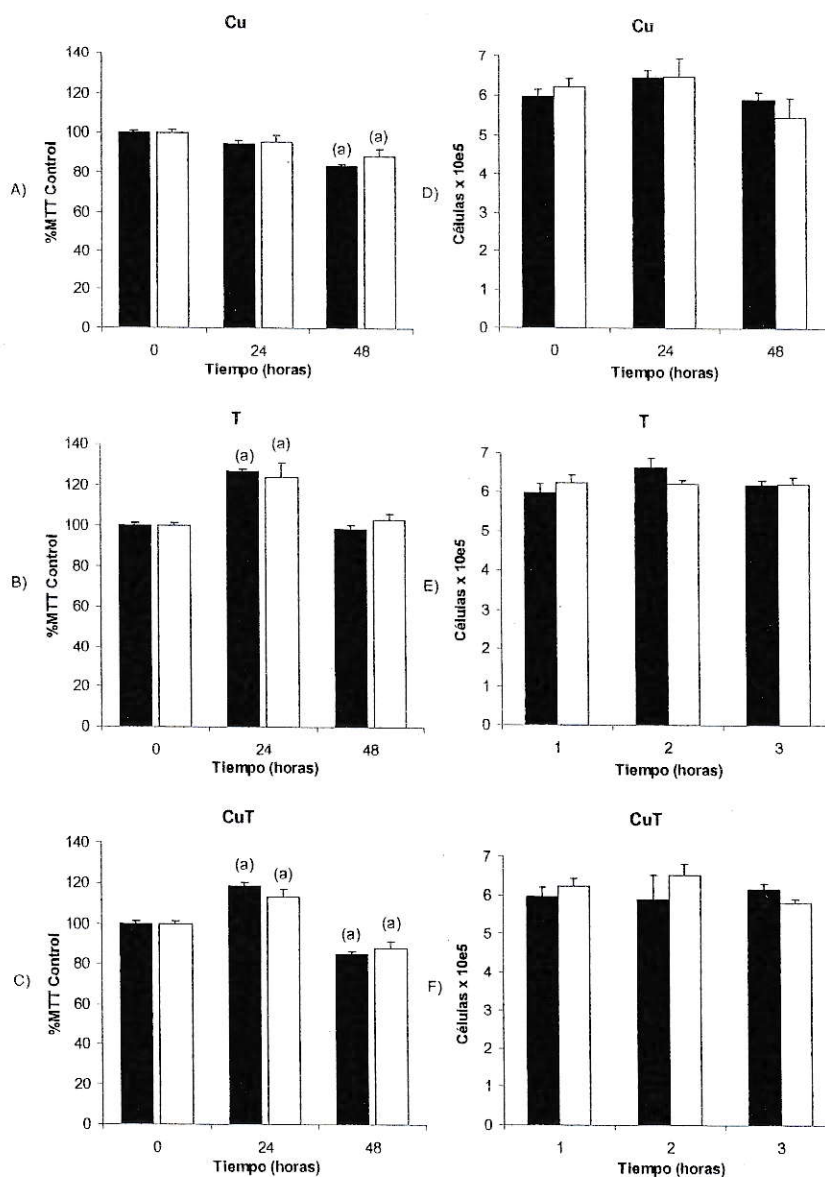 Cu
140
120
100
80
60
40
20
0
%MTT Control
A)
(a) (a)
0 24 48
Tiempo (horas)
Cu
7
6
5
4
3
2
1
0
Células x 10e5
D)
0 24 48
Tiempo (horas)
T
140
120
100
80
60
40
20
0
%MTT Control
B)
(a) (a)
0 24 48
Tiempo (horas)
T
7
6
5
4
3
2
1
0
Células x 10e5
E)
1 2 3
Tiempo (horas)
CuT
140
120
100
80
60
40
20
0
%MTT Control
C)
(a) (a) (a) (a)
0 24 48
Tiempo (horas)
CuT
7
6
5
4
3
2
1
0
Células x 10e5
F)
1 2 3
Tiempo (horas)